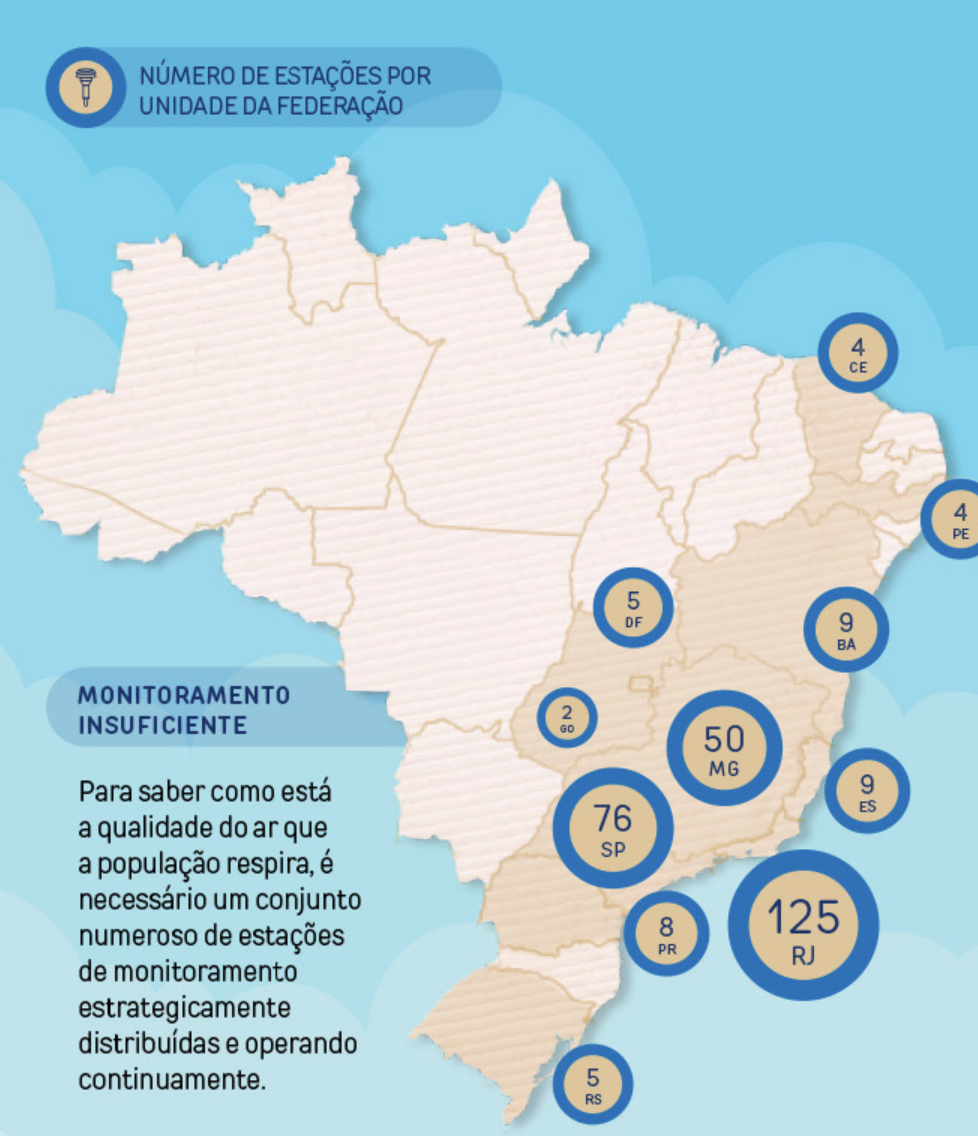 NÚMERO DE ESTAÇÕES POR
UNIDADE DA FEDERAÇÃO
4
CE
4
PE
5
DF
9
BA
2
GO
50
MG
9
ES
76
SP
125
RJ
8
PR
5
RS
MONITORAMENTO
INSUFICIENTE
Para saber como está
a qualidade do ar que
a população respira, é
necessário um conjunto
numeroso de estações
de monitoramento
estrategicamente
distribuídas e operando
continuamente.